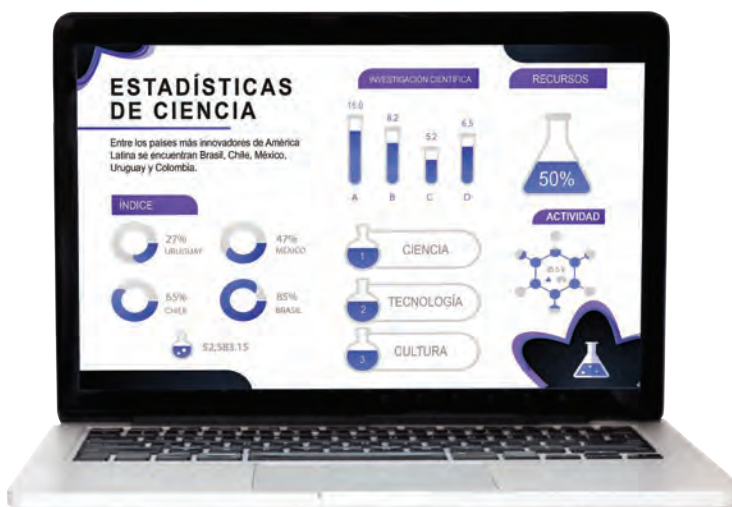 ESTADÍSTICAS
DE CIENCIA
Entre los países más innovadores de América
Latina se encuentran Brasil, Chile, México,
Uruguay y Colombia.
ÍNDICE
27%
URUGUAY
47%
MÉXICO
65%
CHILE
85%
BRASIL
52,583.15
INVESTIGACIÓN CIENTÍFICA
8.2
5.2
6.5
A B C D
1 CIENCIA
2 TECNOLOGÍA
3 CULTURA
RECURSOS
50%
ACTIVIDAD